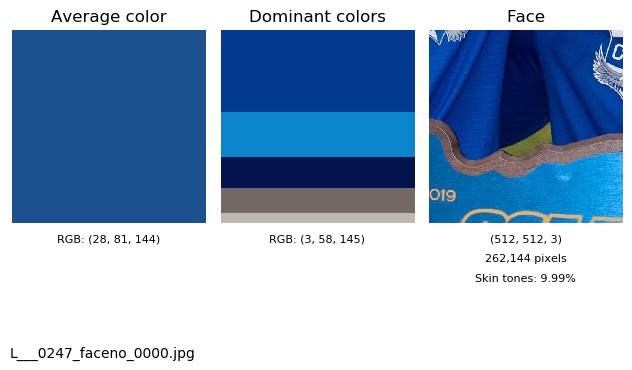 Average color
Dominant colors
Face
C
019
RGB: (28, 81, 144)
RGB: (3, 58, 145)
(512, 512, 3)
262,144 pixels
Skin tones: 9.99%
L___0247_faceno_0000.jpg